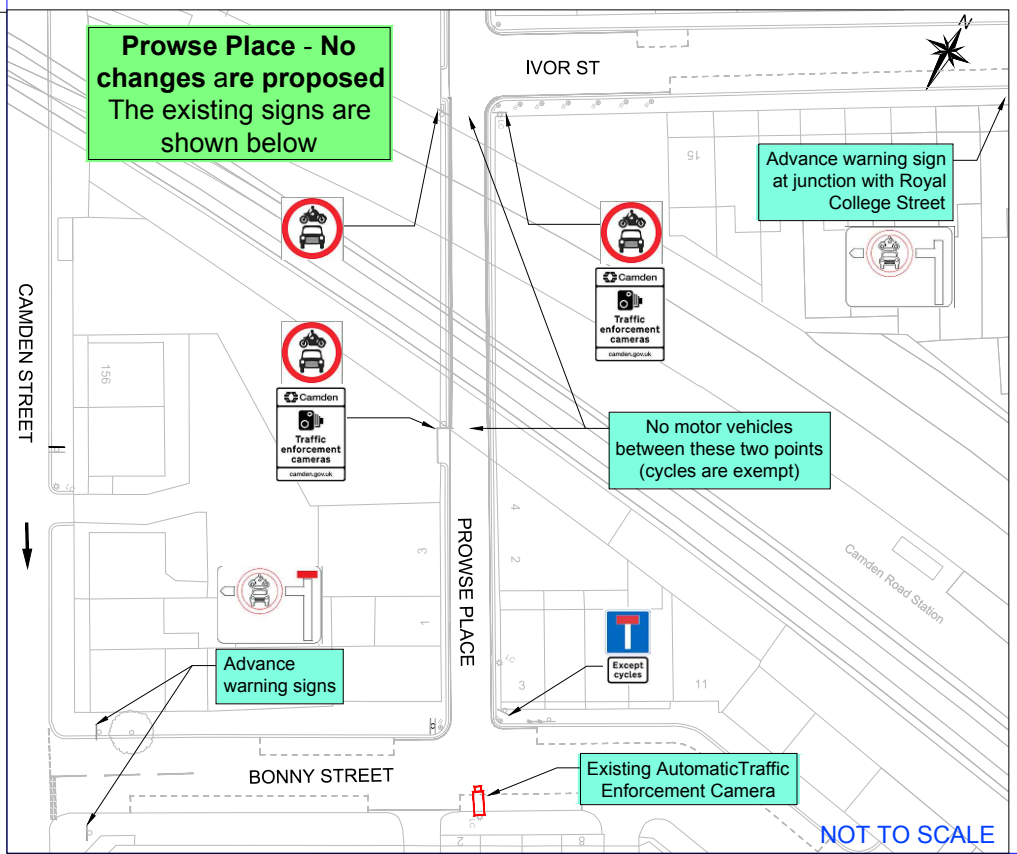 Prowse Place - No
changes are proposed
The existing signs are
shown below
IVOR ST
N
15
Advance warning sign
at junction with Royal
College Street
Camden
Traffic
enforcement
cameras
camden.gov.uk
CAMDEN STREET
156
Camden
Traffic
enforcement
cameras
camden.gov.uk
No motor vehicles
between these two points
(cycles are exempt)
PROWSE PLACE
4
2
3
1
Camden Road Station
Except
cycles
3
11
Advance
warning signs
BONNY STREET
Existing AutomaticTraffic
Enforcement Camera
2
8
NOT TO SCALE